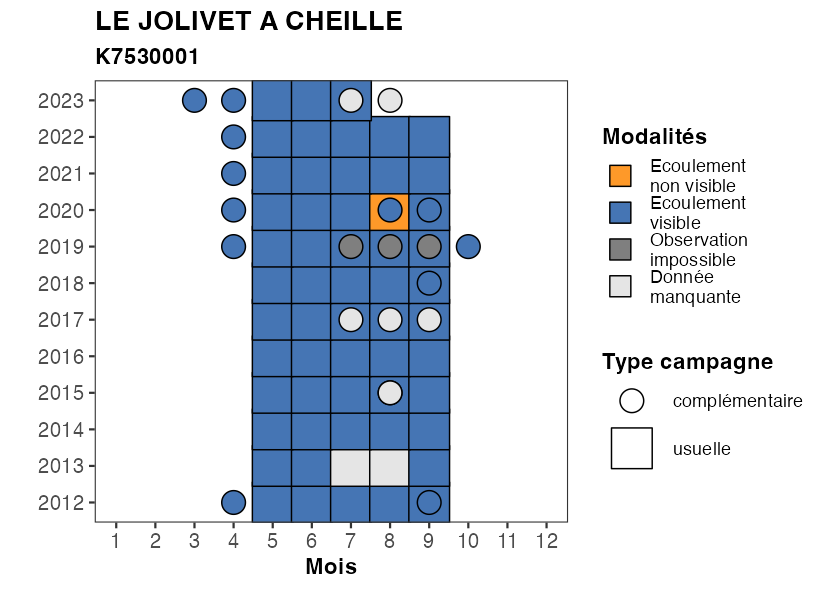 LE JOLIVET A CHEILLE
K7530001
2023
2022
2021
2020
2019
2018
2017
2016
2015
2014
2013
2012
1 2 3 4 5 6 7 8 9 10 11 12
Mois
Modalités
Ecoulement
non visible
Ecoulement
visible
Observation
impossible
Donnée
manquante
Type campagne
complémentaire
usuelle